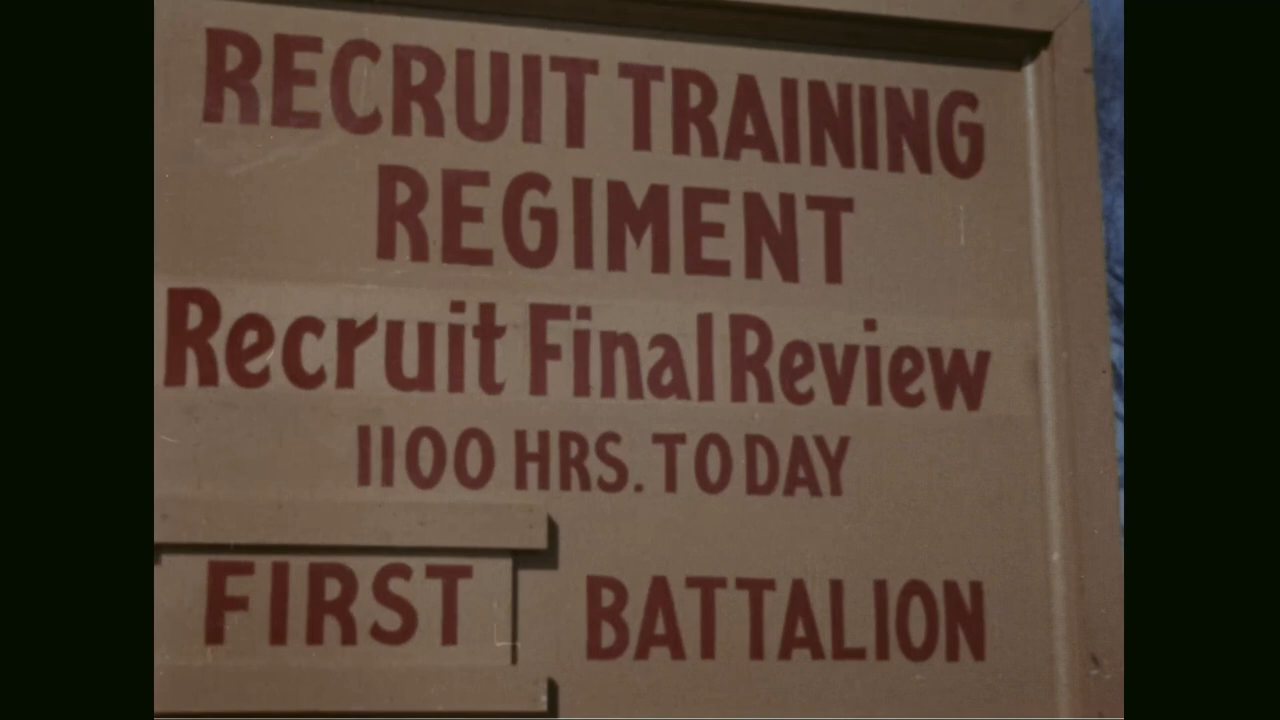 RECRUIT TRAINING
REGIMENT
Recruit Final Review
1100 HRS. TODAY
FIRST BATTALION